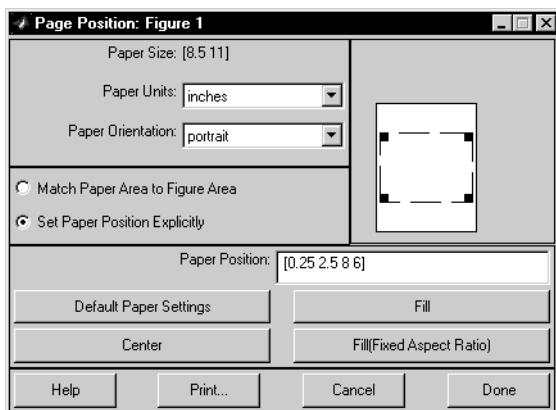 Page Position: Figure 1
Paper Size: [8.5 11]
Paper Units: inches
Paper Orientation: portrait
Match Paper Area to Figure Area
Set Paper Position Explicitly
Paper Position: [0.25 2.5 8 6]
Default Paper Settings Fill
Center Fill(Fixed Aspect Ratio)
Help Print... Cancel Done